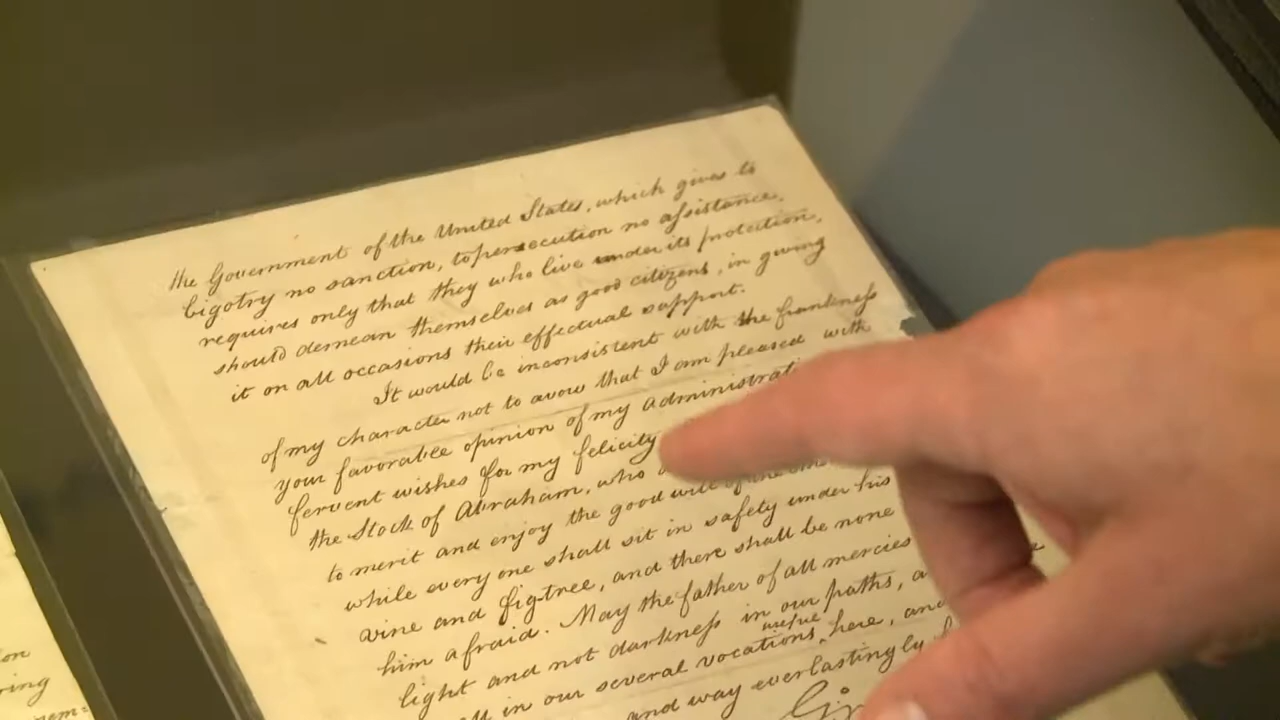 the Government of the United States, which gives to
bigotry no sanction, to persecution no assistance,
requires only that they who live under its protection,
should demean themselves as good citizens, in giving
it on all occasions their effectual support.
It would be inconsistent with the frankness
of my character not to avow that I am pleased with
your favorable opinion of my administrati
fervent wishes for my felicity
the Stock of Abraham, who
to merit and enjoy the good will of the
while every one shall sit in safety under his
vine and figtree, and there shall be none
him afraid. May the father of all mercies
light and not darkness in our paths, a
useful
all in our several vocations, here, and
and way everlastingly
on
ring